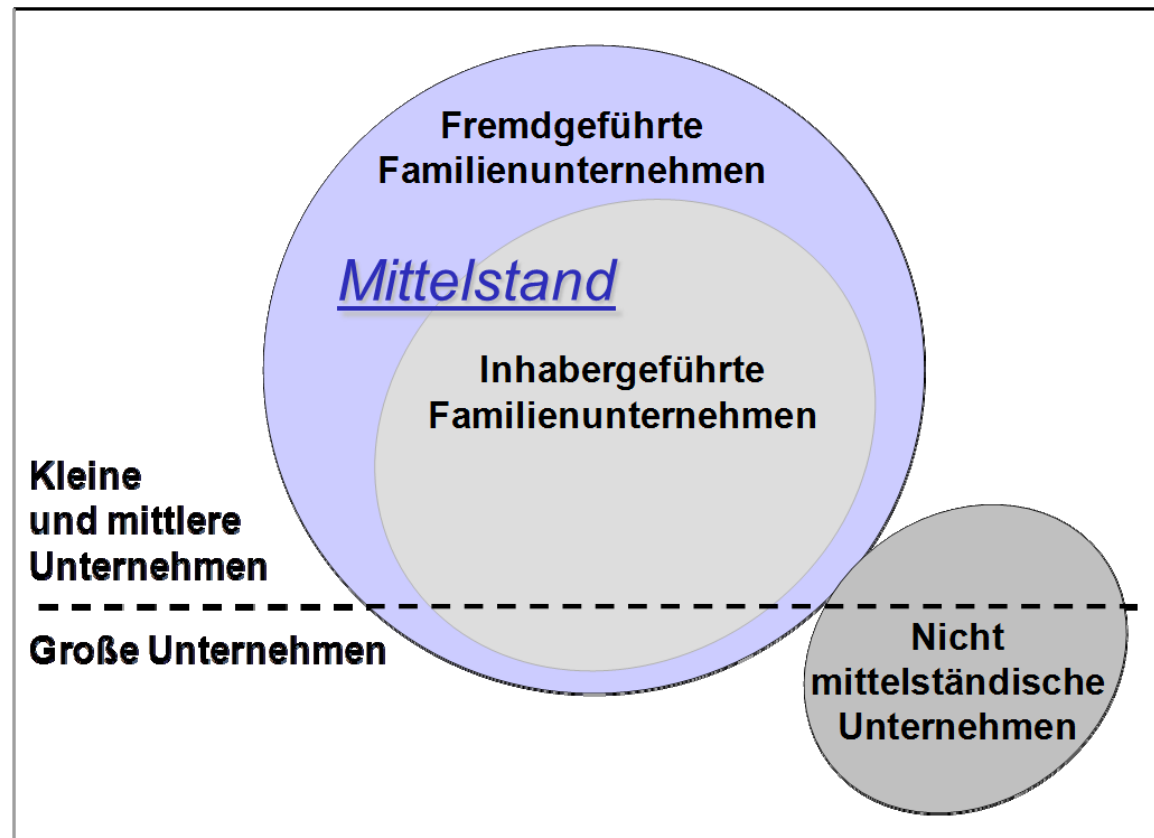 Fremdgeführte
Familienunternehmen
Mittelstand
Inhabergeführte
Familienunternehmen
Kleine
und mittlere
Unternehmen
Große Unternehmen
Nicht
mittelständische
Unternehmen